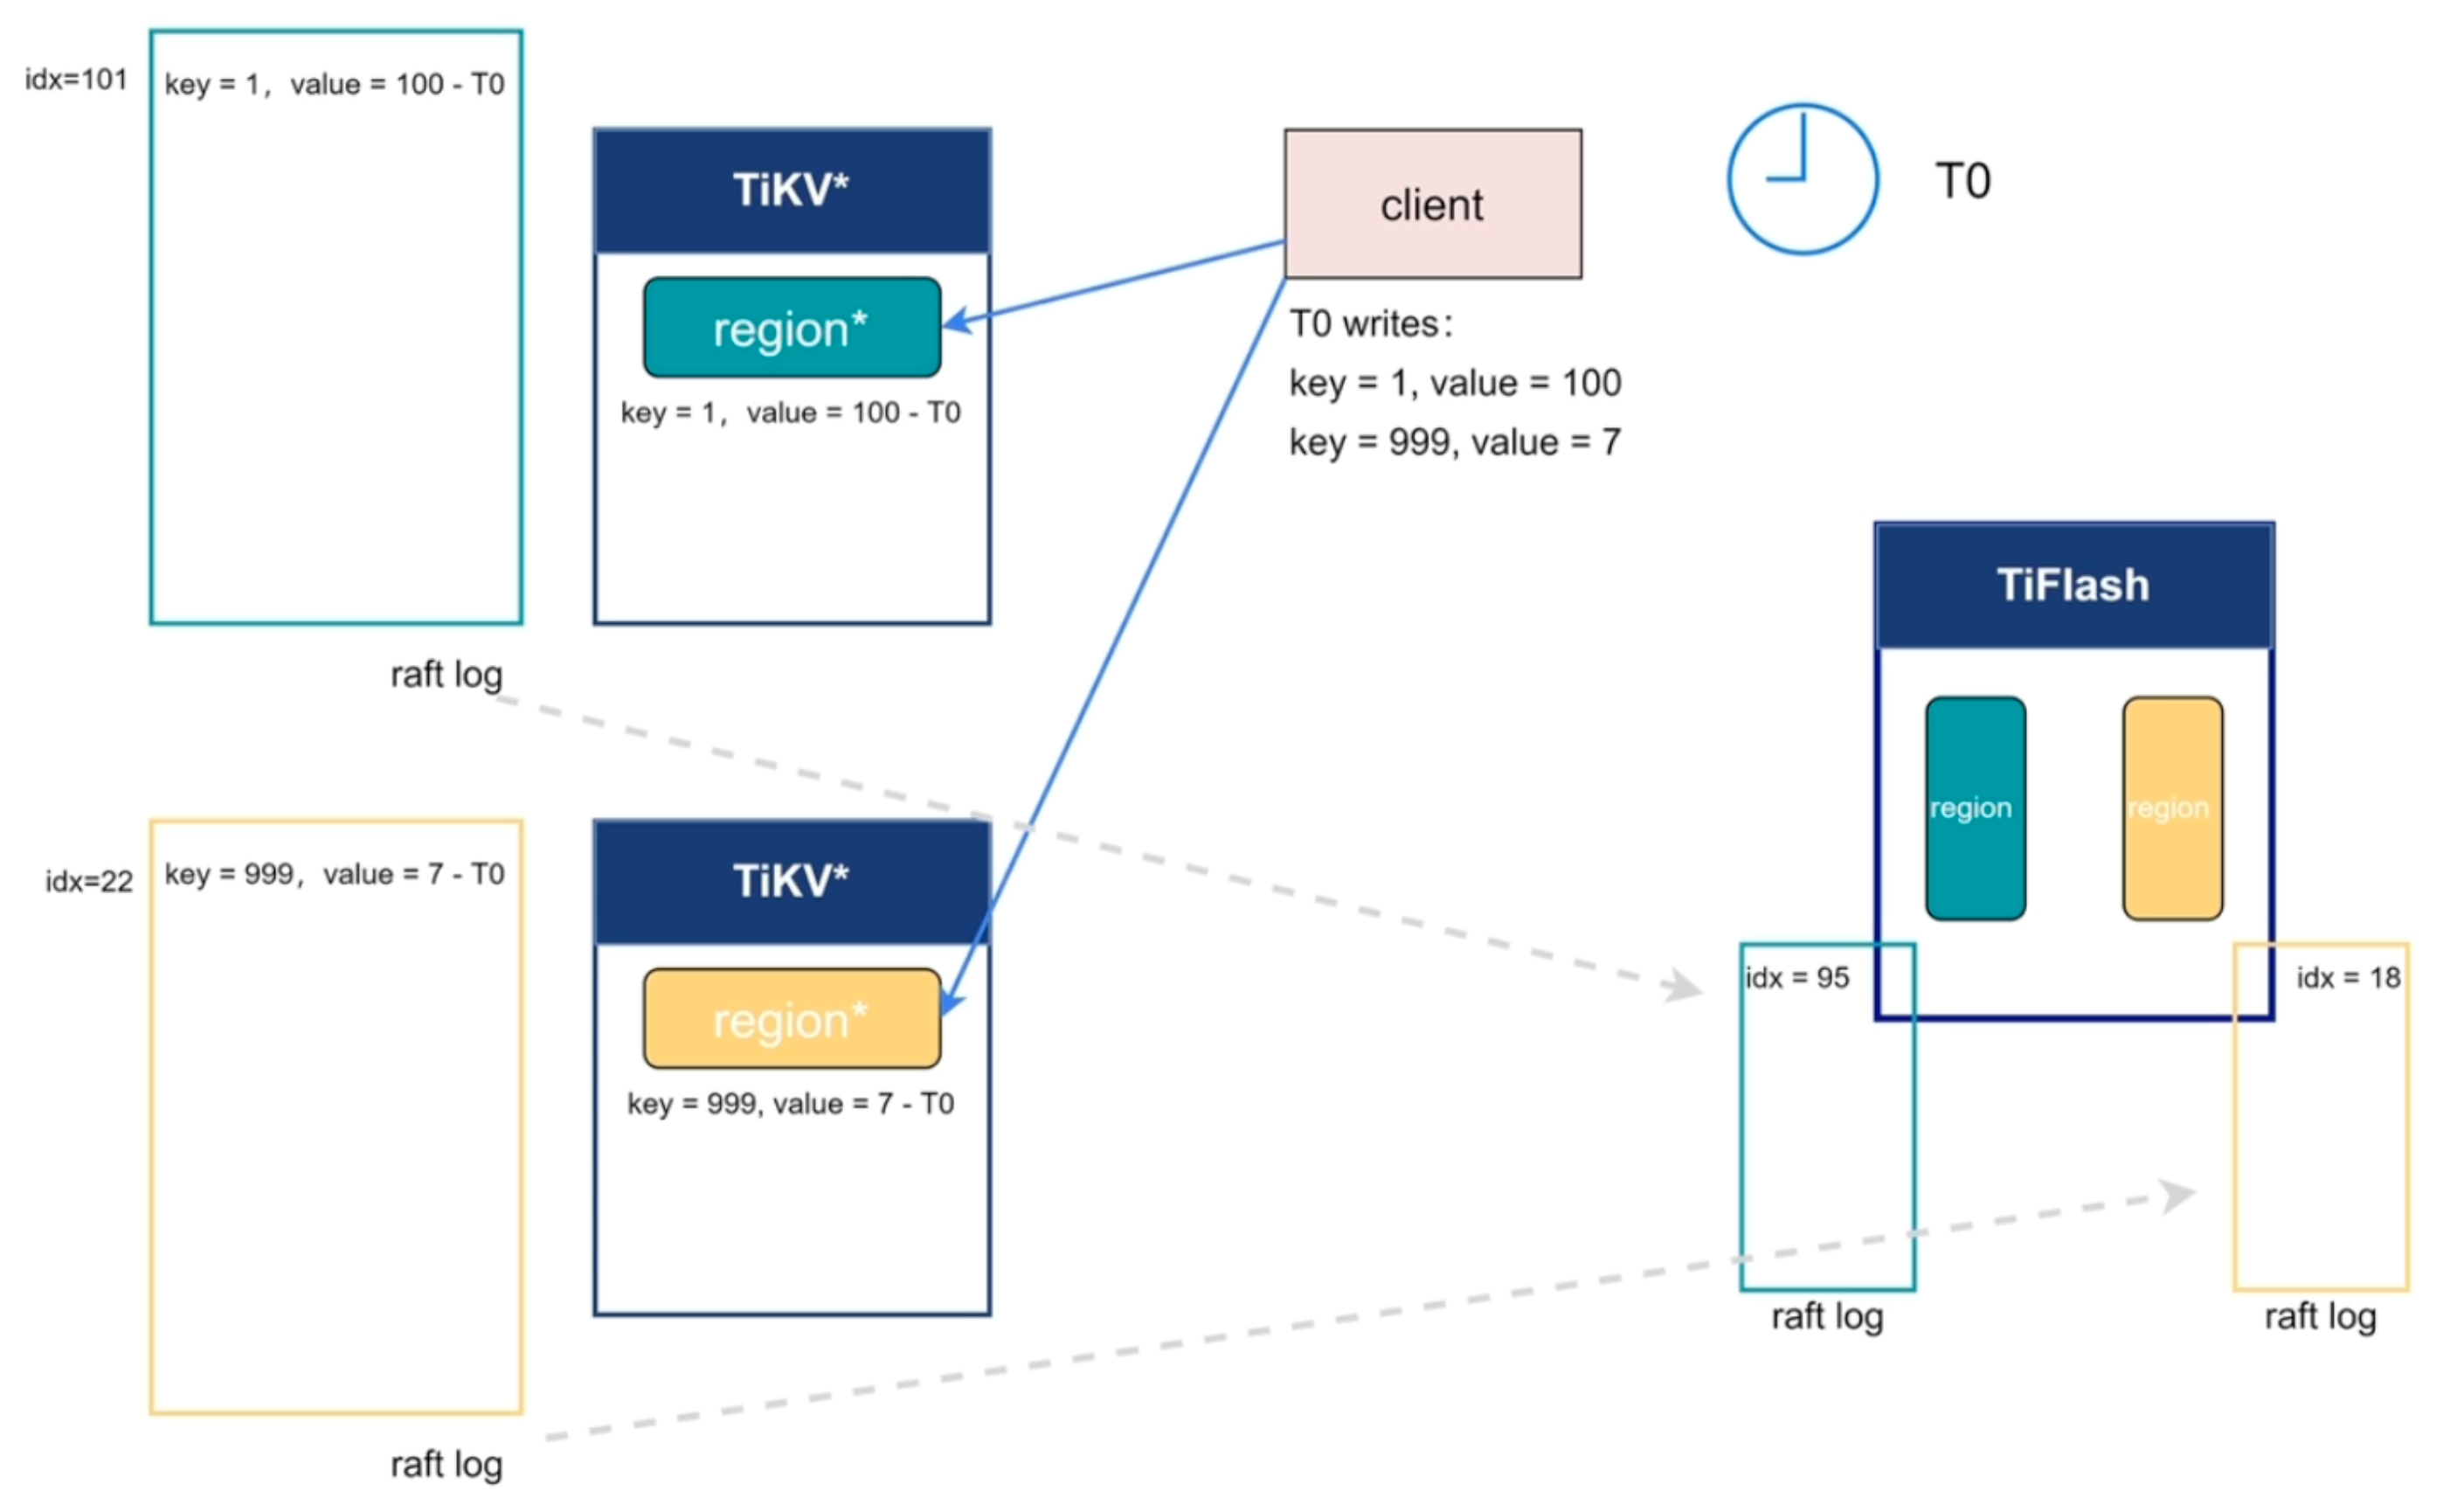 idx=101
key = 1, value = 100 - T0
TiKV*
region*
key = 1, value = 100 - T0
raft log
client
T0 writes:
key = 1, value = 100
key = 999, value = 7
T0
idx=22
key = 999, value = 7 - T0
TiKV*
region*
key = 999, value = 7 - T0
raft log
TiFlash
region
region
idx = 95
idx = 18
raft log
raft log